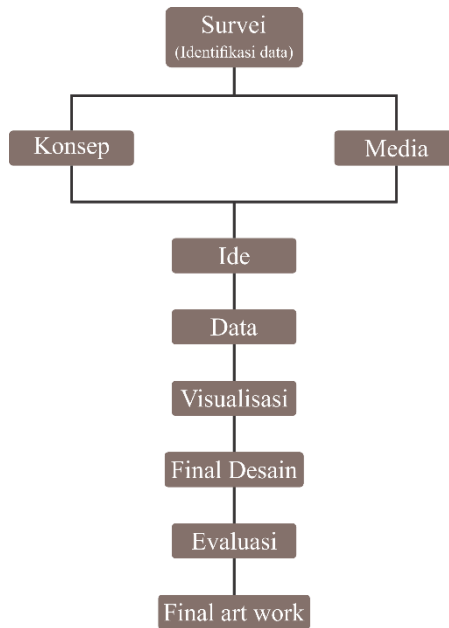 Survei
(Identifikasi data)
Konsep
Media
Ide
Data
Visualisasi
Final Desain
Evaluasi
Final art work